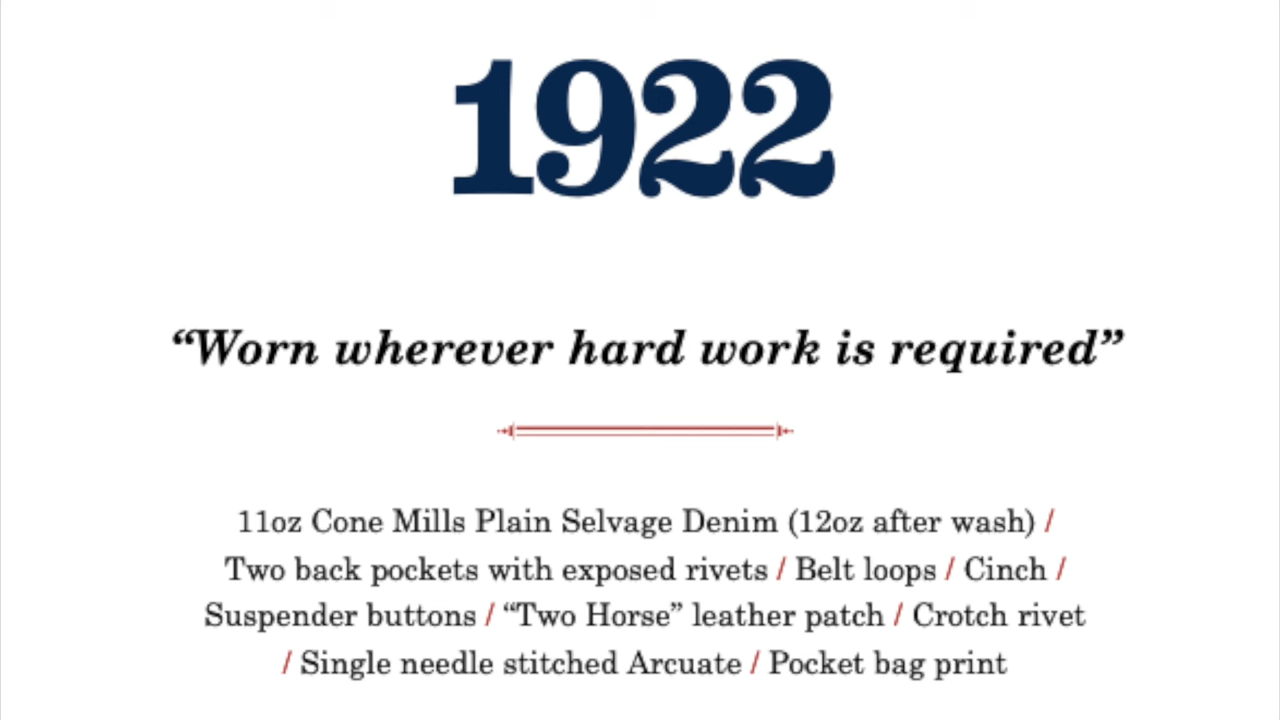 1922
“Worn wherever hard work is required”
11oz Cone Mills Plain Selvage Denim (12oz after wash) /
Two back pockets with exposed rivets / Belt loops / Cinch /
Suspender buttons / “Two Horse” leather patch / Crotch rivet
/ Single needle stitched Arcuate / Pocket bag print